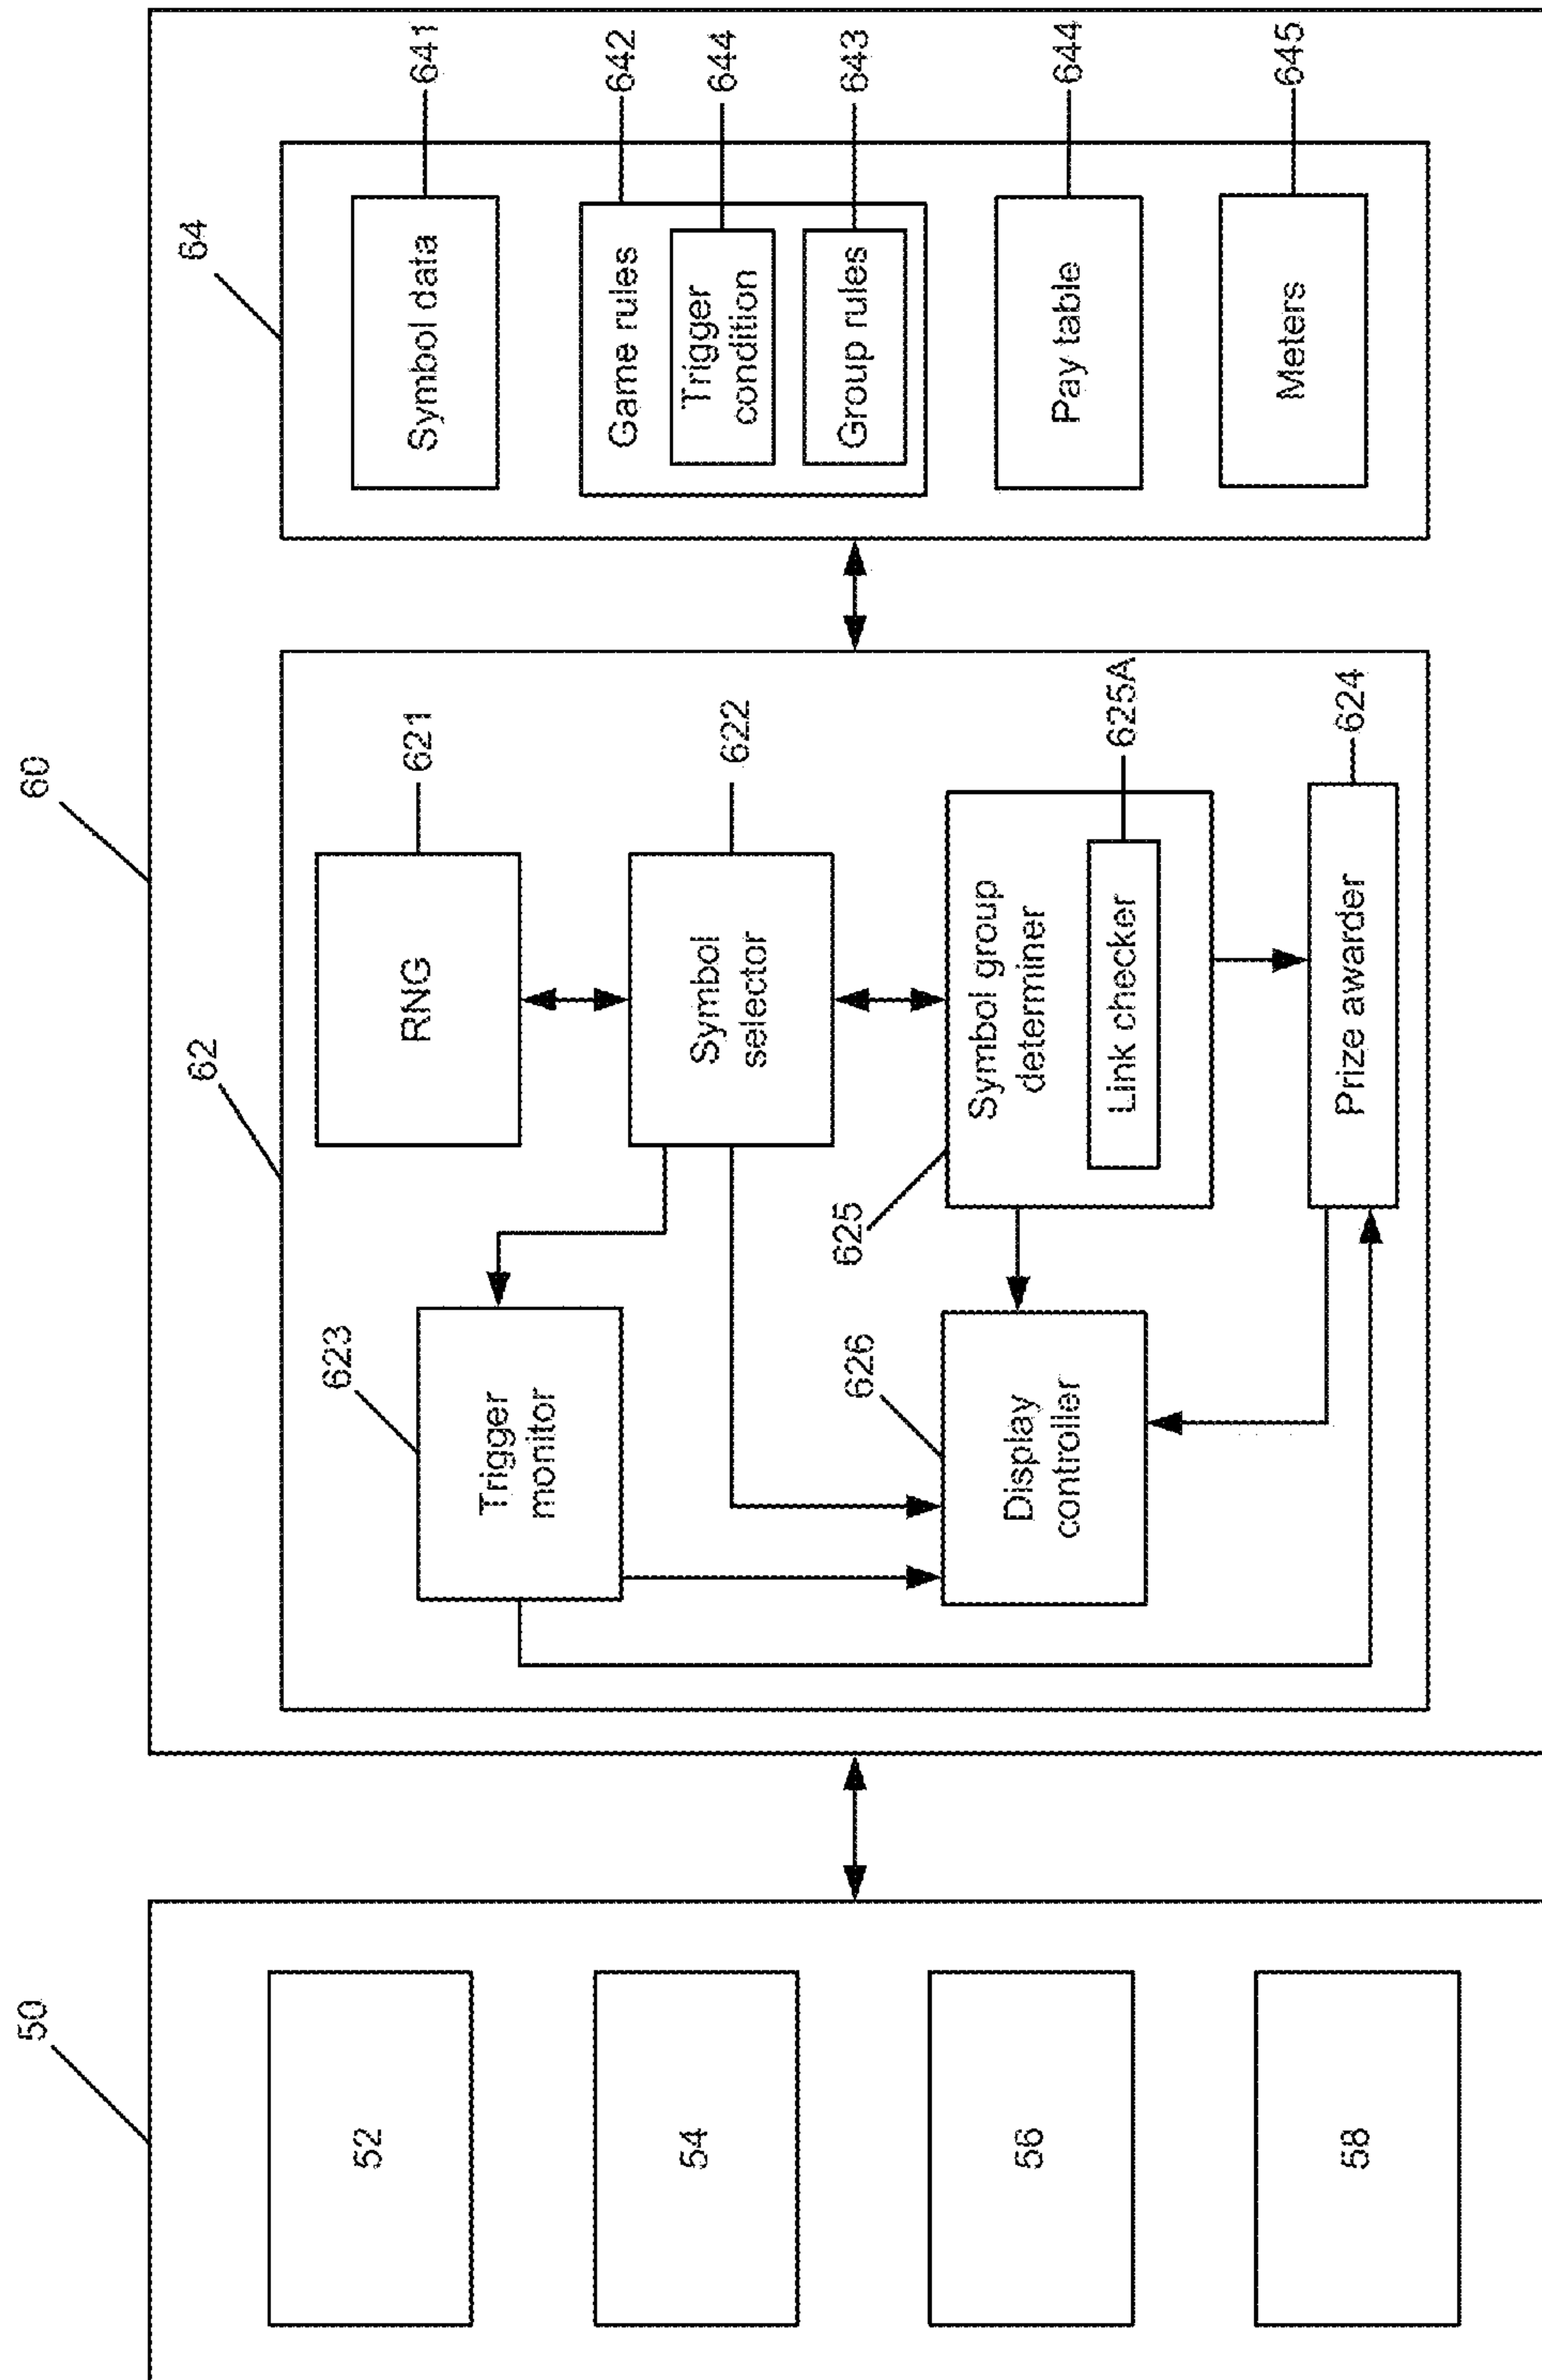 60
64
Symbol data
641
Game rules
642
Trigger
condition
644
Group rules
643
Pay table
644
Meters
645
62
RNG
621
Symbol
selector
622
Symbol group
determiner
625
Link checker
625A
Prize awarder
624
Trigger
monitor
623
Display
controller
626
50
52
54
56
58